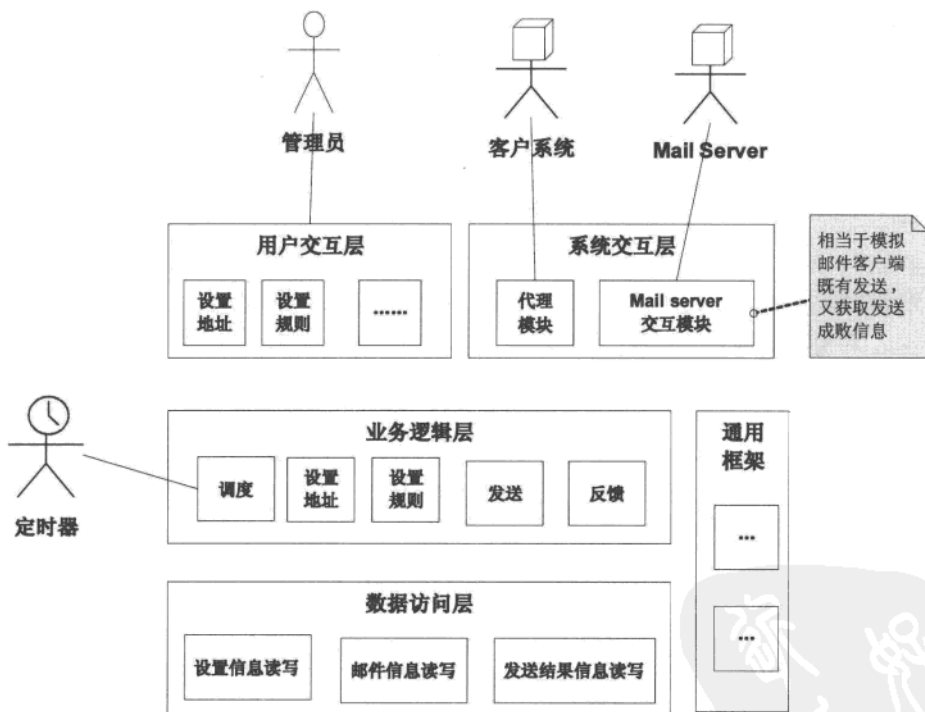 管理员
客户系统
Mail Server
用户交互层
设置
地址
设置
规则
……
系统交互层
代理
模块
Mail server
交互模块
相当于模拟
邮件客户端
既有发送，
又获取发送
成败信息
定时器
业务逻辑层
调度
设置
地址
设置
规则
发送
反馈
通用
框架
...
...
数据访问层
设置信息读写
邮件信息读写
发送结果信息读写